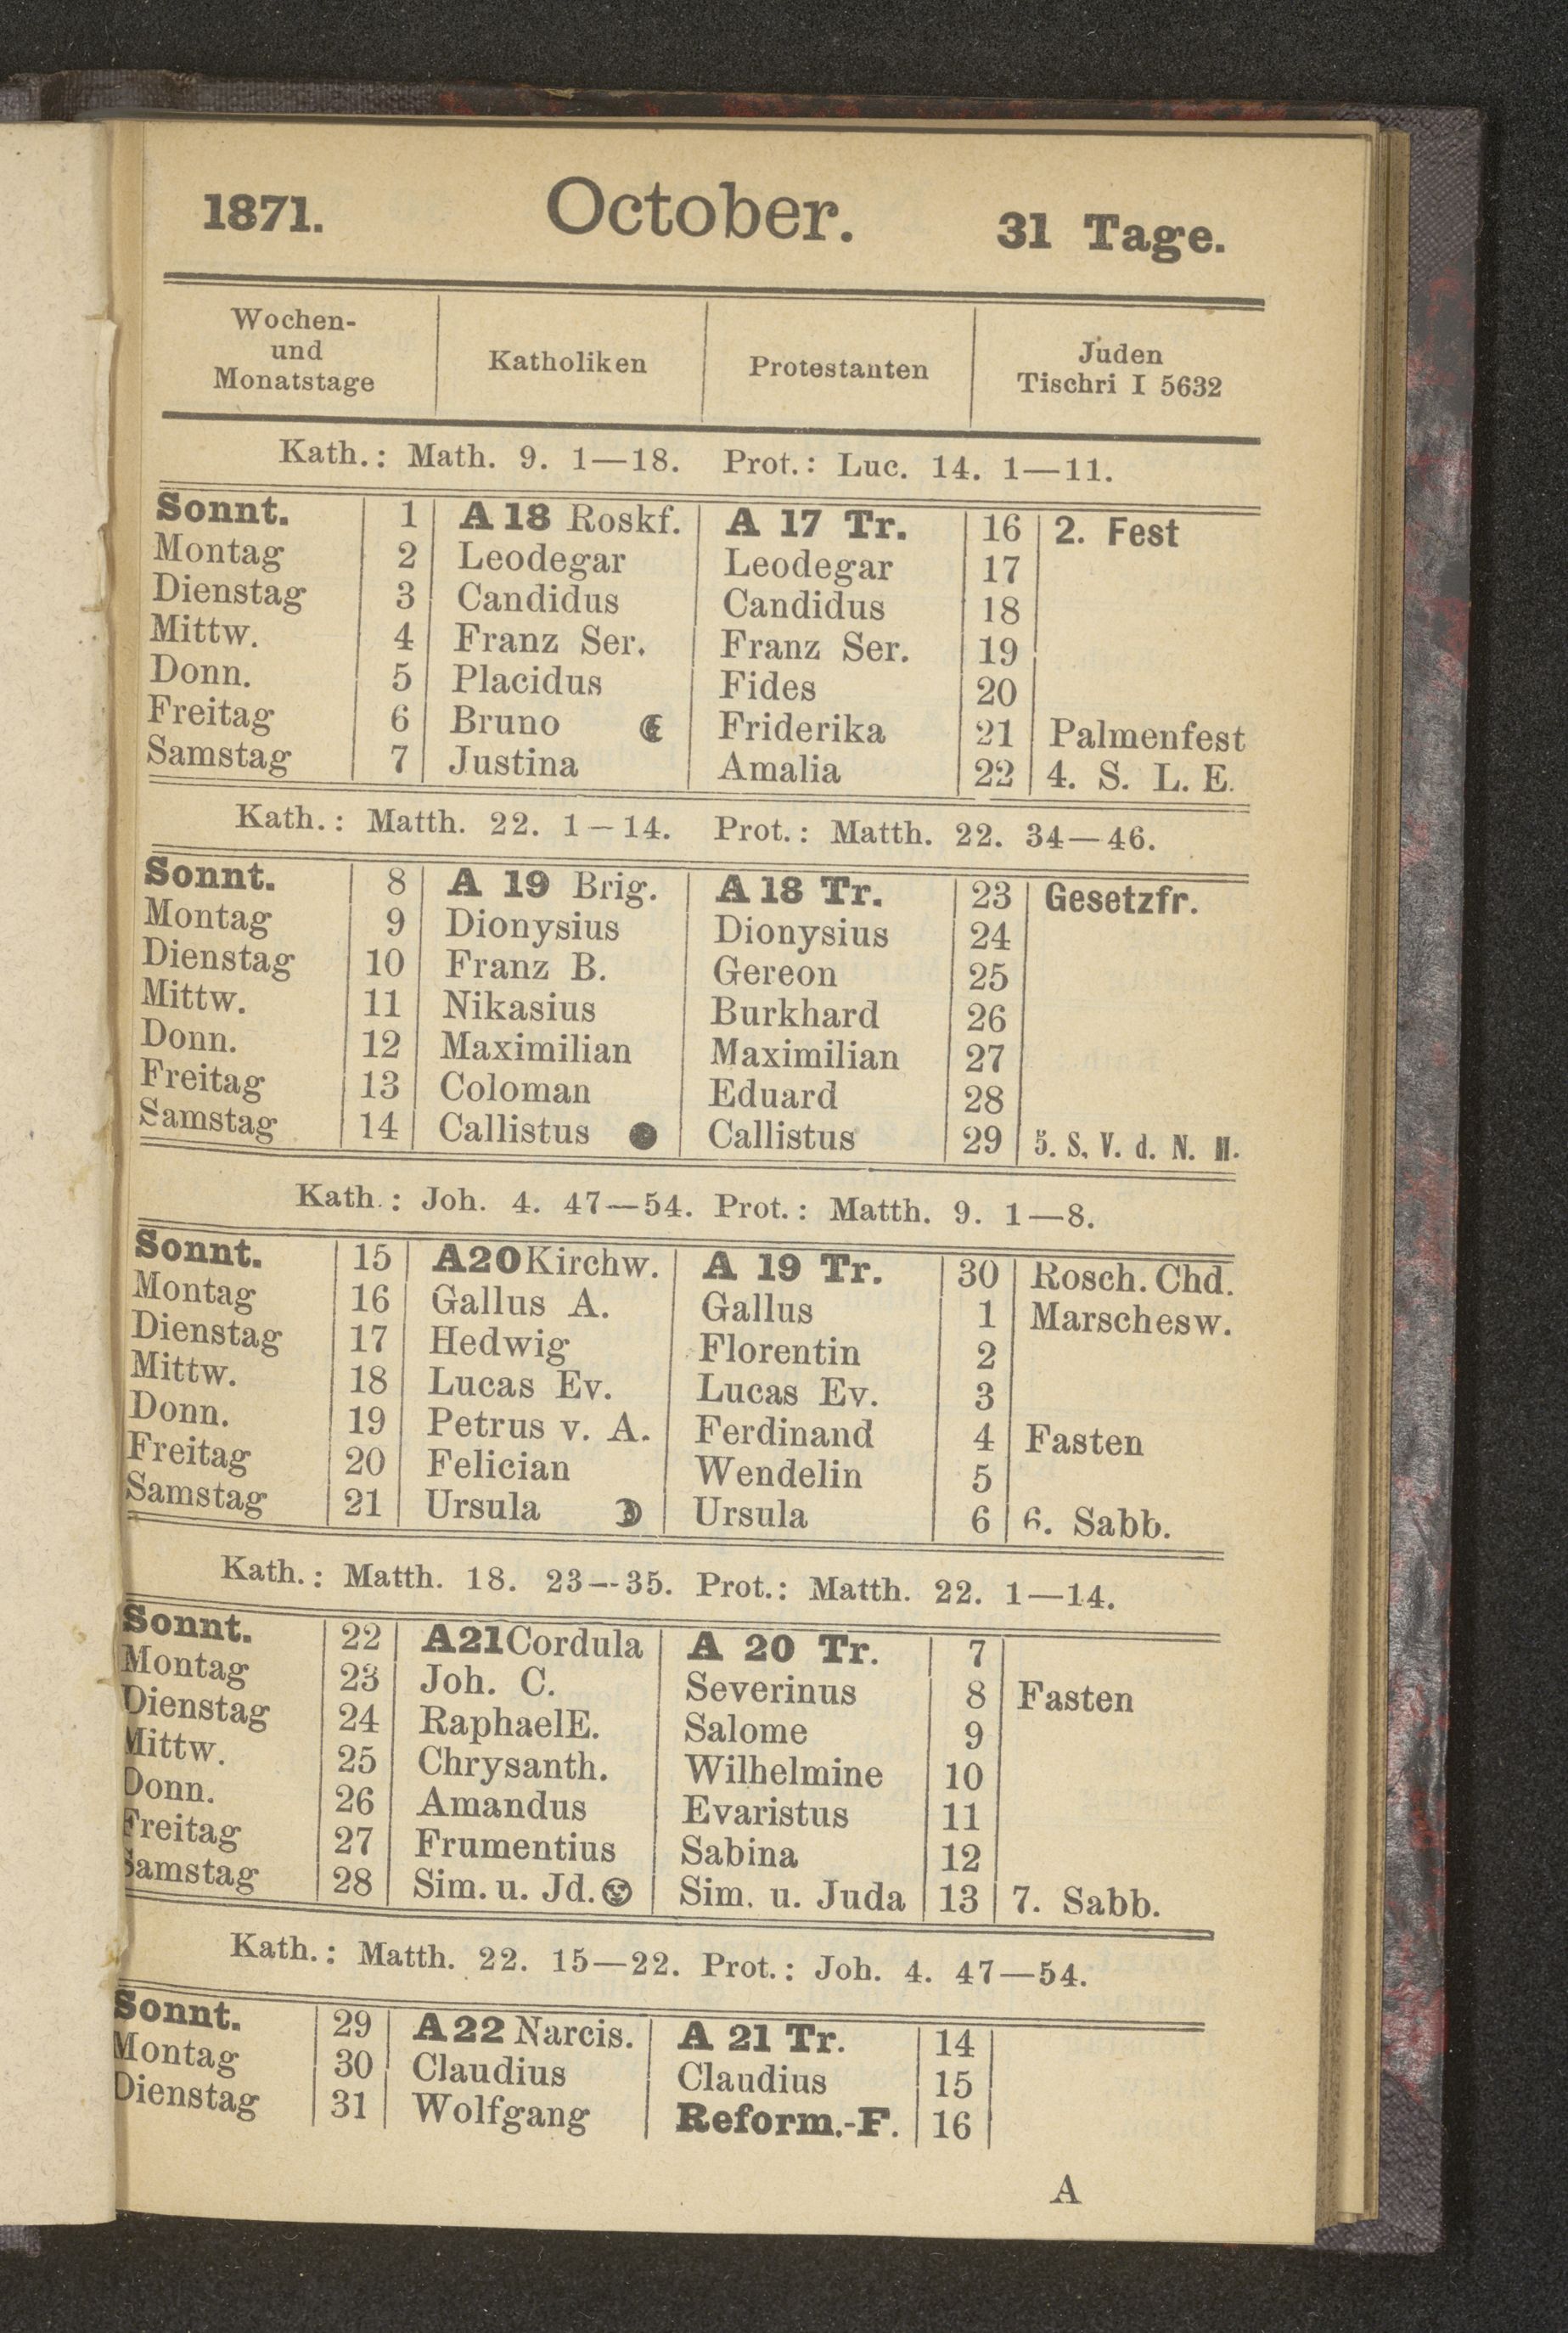 1871. October. 31 Tage.
Wochen- und Monatstage Katholiken Protestanten Juden Tischri I 5632
Kath.: Math. 9. 1—18. Prot.: Luc. 14. 1—11.
Sonnt. 1 A 18 Roskf. A 17 Tr. 16 2. Fest
Montag 2 Leodegar Leodegar 17
Dienstag 3 Candidus Candidus 18
Mittw. 4 Franz Ser. Franz Ser. 19
Donn. 5 Placidus Fides 20
Freitag 6 Bruno ☾ Friderika 21 Palmenfest
Samstag 7 Justina Amalia 22 4. S. L. E.
Kath.: Matth. 22. 1—14. Prot.: Matth. 22. 34—46.
Sonnt. 8 A 19 Brig. A 18 Tr. 23 Gesetzfr.
Montag 9 Dionysius Dionysius 24
Dienstag 10 Franz B. Gereon 25
Mittw. 11 Nikasius Burkhard 26
Donn. 12 Maximilian Maximilian 27
Freitag 13 Coloman Eduard 28
Samstag 14 Callistus ● Callistus 29 5. S. V. d. N. M.
Kath.: Joh. 4. 47—54. Prot.: Matth. 9. 1—8.
Sonnt. 15 A20 Kirchw. A 19 Tr. 30 Rosch. Chd.
Montag 16 Gallus A. Gallus 1 Marschesw.
Dienstag 17 Hedwig Florentin 2
Mittw. 18 Lucas Ev. Lucas Ev. 3
Donn. 19 Petrus v. A. Ferdinand 4 Fasten
Freitag 20 Felician Wendelin 5
Samstag 21 Ursula ☽ Ursula 6 6. Sabb.
Kath.: Matth. 18. 23—35. Prot.: Matth. 22. 1—14.
Sonnt. 22 A21 Cordula A 20 Tr. 7
Montag 23 Joh. C. Severinus 8 Fasten
Dienstag 24 RaphaelE. Salome 9
Mittw. 25 Chrysanth. Wilhelmine 10
Donn. 26 Amandus Evaristus 11
Freitag 27 Frumentius Sabina 12
Samstag 28 Sim. u. Jd. Sim. u. Juda 13 7. Sabb.
Kath.: Matth. 22. 15—22. Prot.: Joh. 4. 47—54.
Sonnt. 29 A 22 Narcis. A 21 Tr. 14
Montag 30 Claudius Claudius 15
Dienstag 31 Wolfgang Reform.-F. 16
A